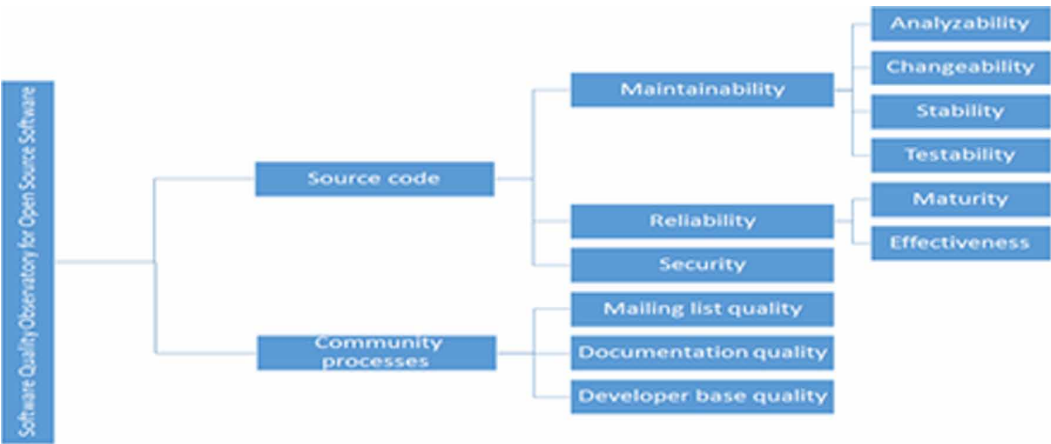 Software Quality Observatory for Open Source Software
Source code
Community
processes
Maintainability
Reliability
Security
Mailing list quality
Documentation quality
Developer base quality
Analyzability
Changeability
Stability
Testability
Maturity
Effectiveness